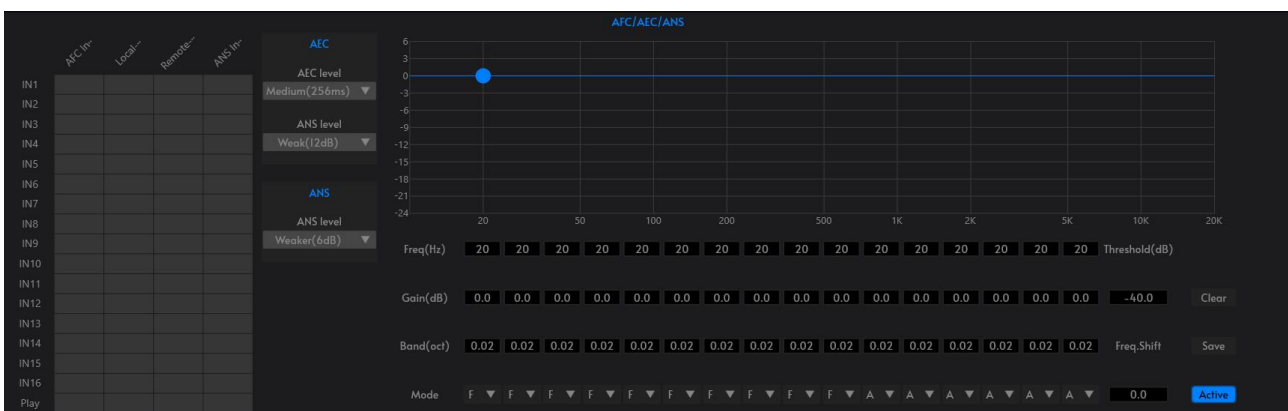 AFC/AEC/ANS
AFC In-- Local-- Remote-- ANS In--
IN1
IN2
IN3
IN4
IN5
IN6
IN7
IN8
IN9
IN10
IN11
IN12
IN13
IN14
IN15
IN16
Play
AEC
AEC level
Medium(256ms) ▼
ANS level
Weak(12dB) ▼
ANS
ANS level
Weaker(6dB) ▼
6
3
0
-3
-6
-9
-12
-15
-18
-21
-24
20 50 100 200 500 1K 2K 5K 10K 20K
Freq(Hz) 20 20 20 20 20 20 20 20 20 20 20 20 20 20 20 20 Threshold(dB)
Gain(dB) 0.0 0.0 0.0 0.0 0.0 0.0 0.0 0.0 0.0 0.0 0.0 0.0 0.0 0.0 0.0 0.0 -40.0 Clear
Band(oct) 0.02 0.02 0.02 0.02 0.02 0.02 0.02 0.02 0.02 0.02 0.02 0.02 0.02 0.02 0.02 0.02 Freq.Shift Save
Mode F ▼ F ▼ F ▼ F ▼ F ▼ F ▼ F ▼ F ▼ F ▼ F ▼ A ▼ A ▼ A ▼ A ▼ A ▼ A ▼ 0.0 Active